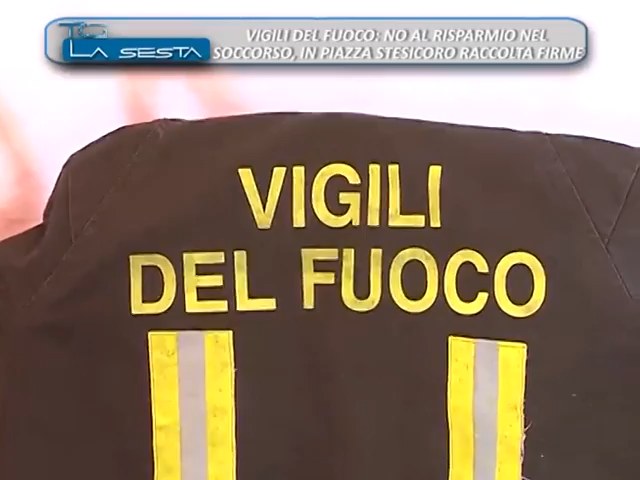 TG
LA SESTA
VIGILI DEL FUOCO: NO AL RISPARMIO NEL
SOCCORSO, IN PIAZZA STESICORO RACCOLTA FIRME
VIGILI
DEL FUOCO